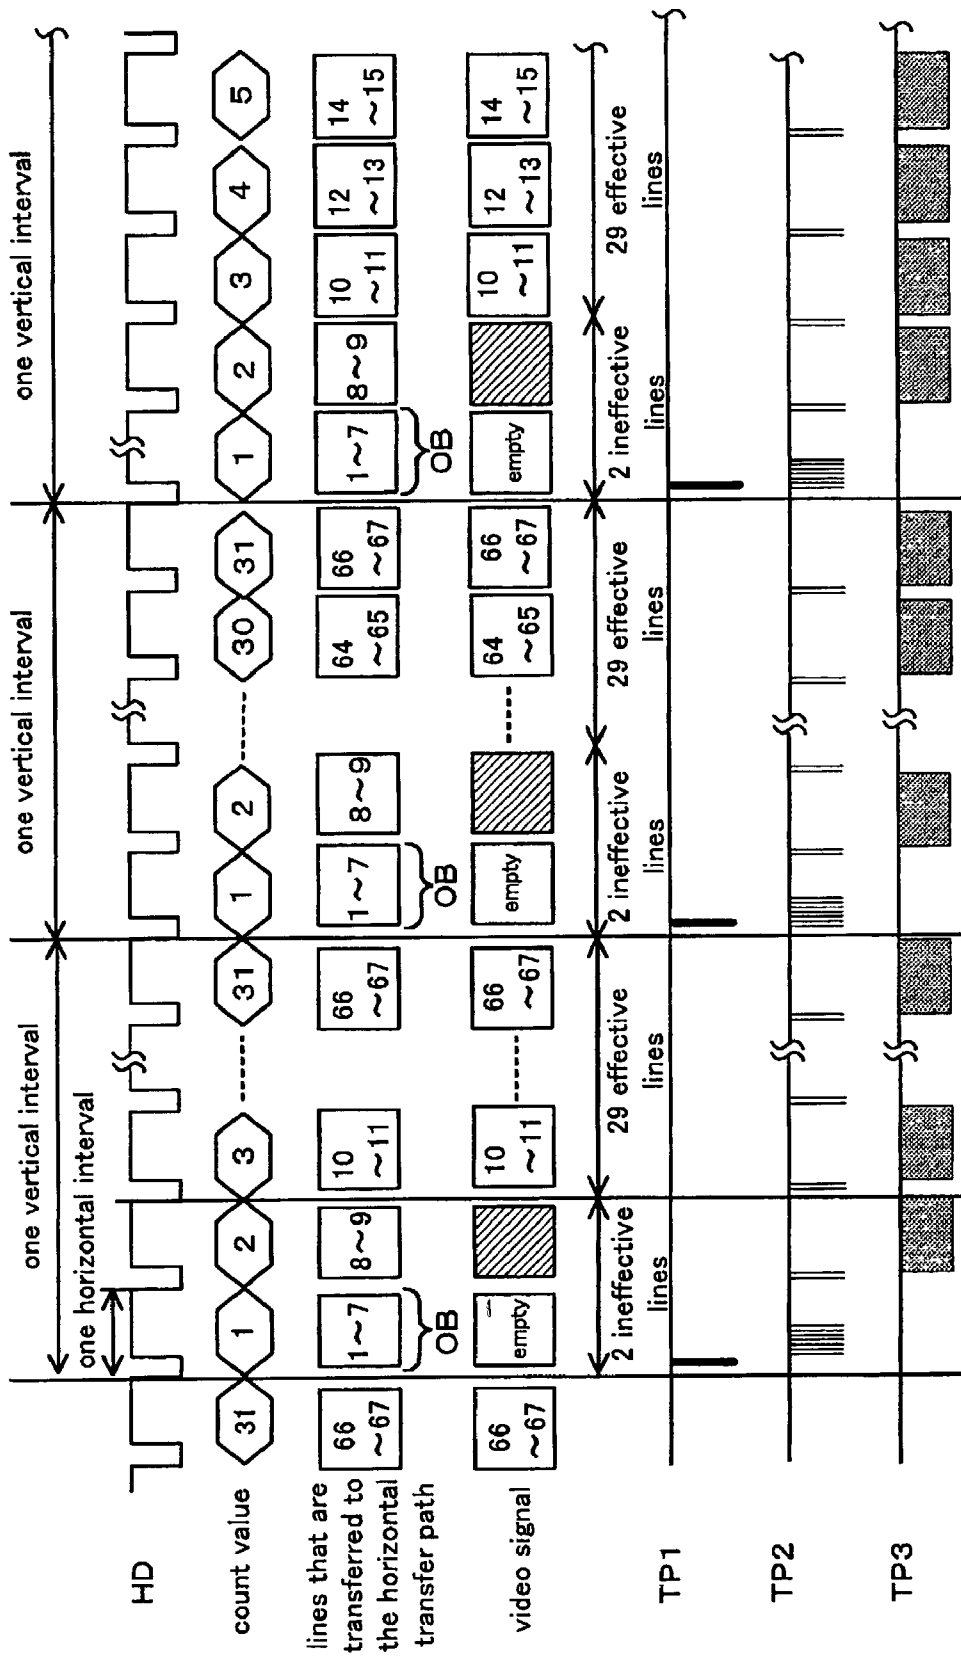 one vertical interval
one vertical interval
one vertical interval
one horizontal interval
HD
count value
31
1
2
3
31
1
2
30
31
1
2
3
4
5
lines that are
transferred to
the horizontal
transfer path
66
~67
1~7
8~9
10
~11
66
~67
1~7
8~9
64
~65
66
~67
1~7
8~9
10
~11
12
~13
14
~15
OB
OB
OB
video signal
66
~67
empty
10
~11
66
~67
empty
64
~65
66
~67
empty
10
~11
12
~13
14
~15
2 ineffective
lines
29 effective
lines
2 ineffective
lines
29 effective
lines
2 ineffective
lines
29 effective
lines
TP1
TP2
TP3